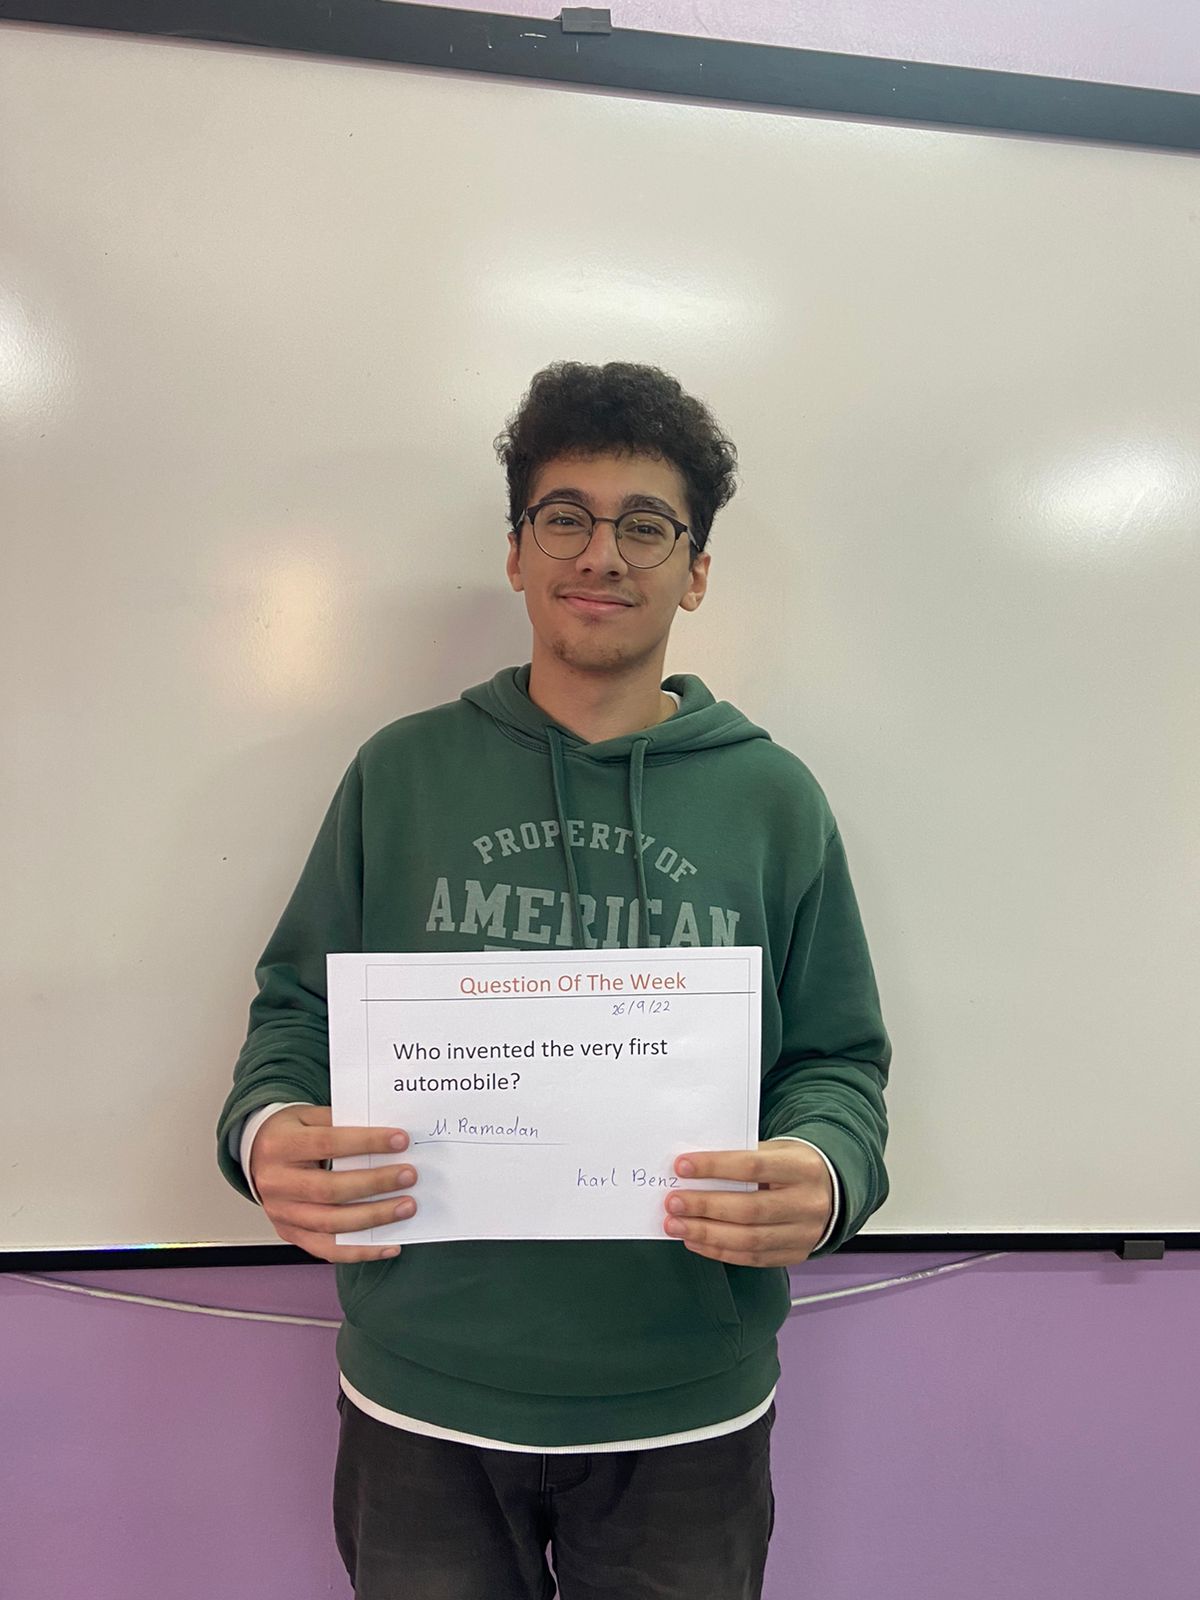 PROPERTY OF
AMERICAN
Question Of The Week
26/9/22
Who invented the very first
automobile?
M. Ramadan
Karl Benz